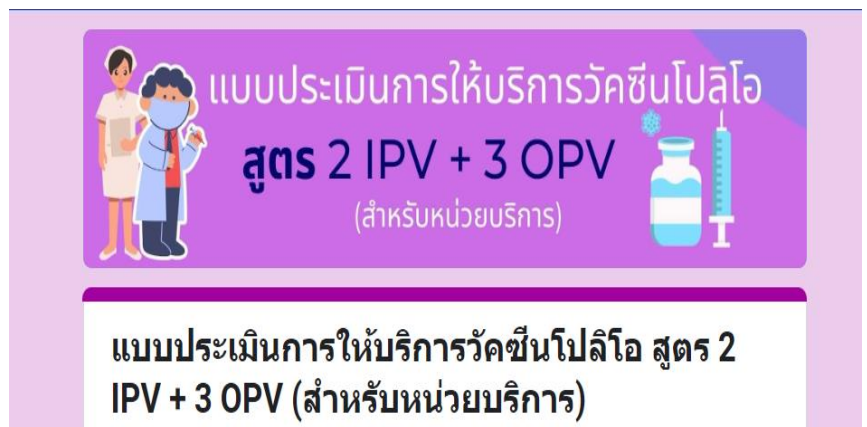 แบบประเมินการให้บริการวัคซีนโปลิโอ
สูตร 2 IPV + 3 OPV
(สำหรับหน่วยบริการ)
แบบประเมินการให้บริการวัคซีนโปลิโอ สูตร 2
IPV + 3 OPV (สำหรับหน่วยบริการ)